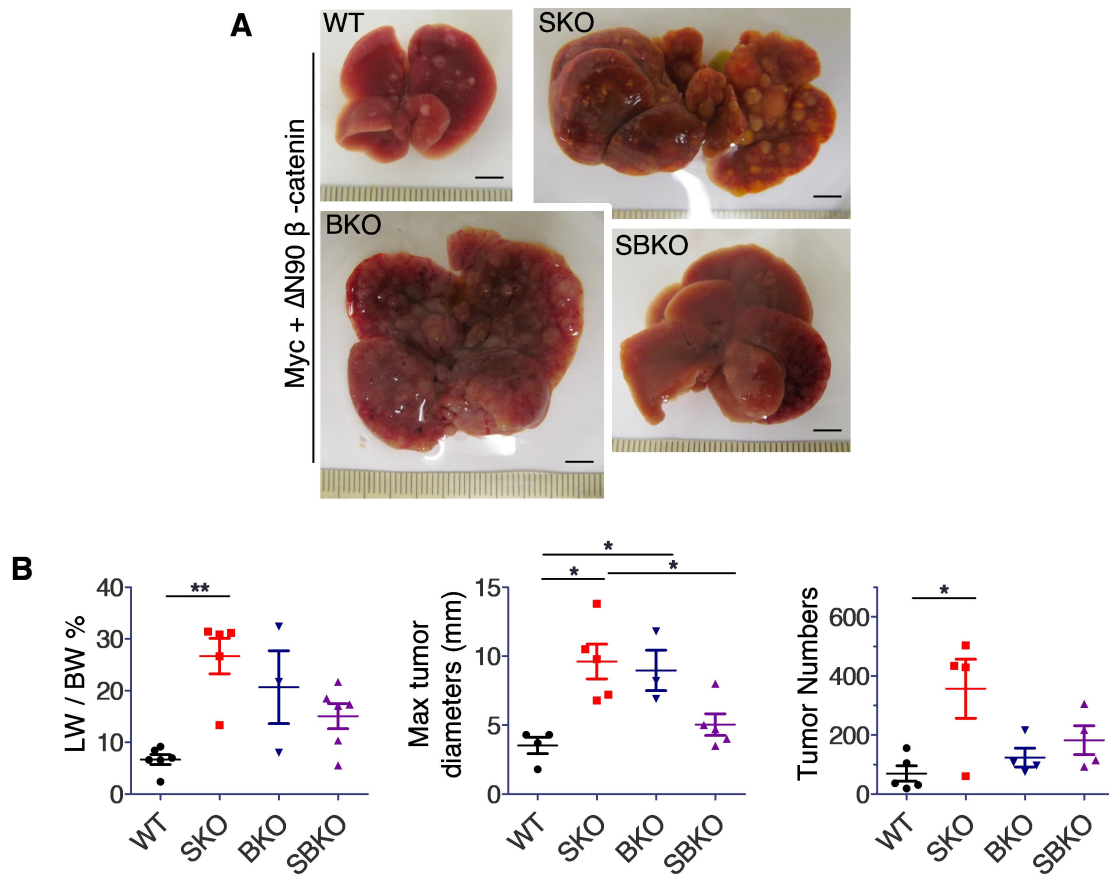 A
WT
SKO
BKO
SBKO
Myc + ΔN90 β -catenin
B
LW / BW %
40
30
20
10
0
**
WT
SKO
BKO
SBKO
Max tumor
diameters (mm)
15
10
5
0
*
*
*
WT
SKO
BKO
SBKO
Tumor Numbers
600
400
200
0
*
WT
SKO
BKO
SBKO